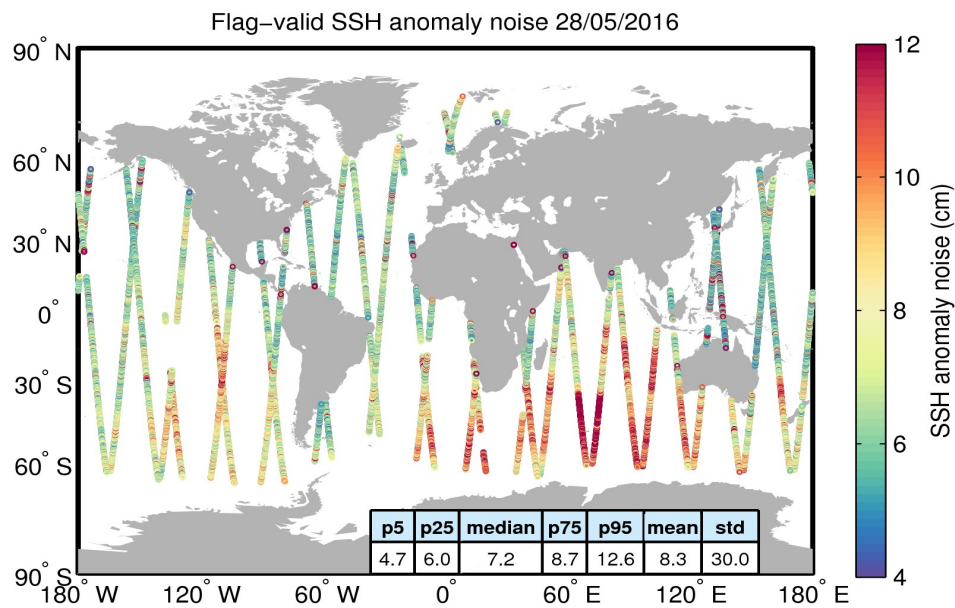 Flag−valid SSH anomaly noise 28/05/2016
90° N
60° N
30° N
0°
30° S
60° S
90° S
180° W
120° W
60° W
0°
60° E
120° E
180° E
p5 p25 median p75 p95 mean std
4.7 6.0 7.2 8.7 12.6 8.3 30.0
12
10
8
6
4
SSH anomaly noise (cm)